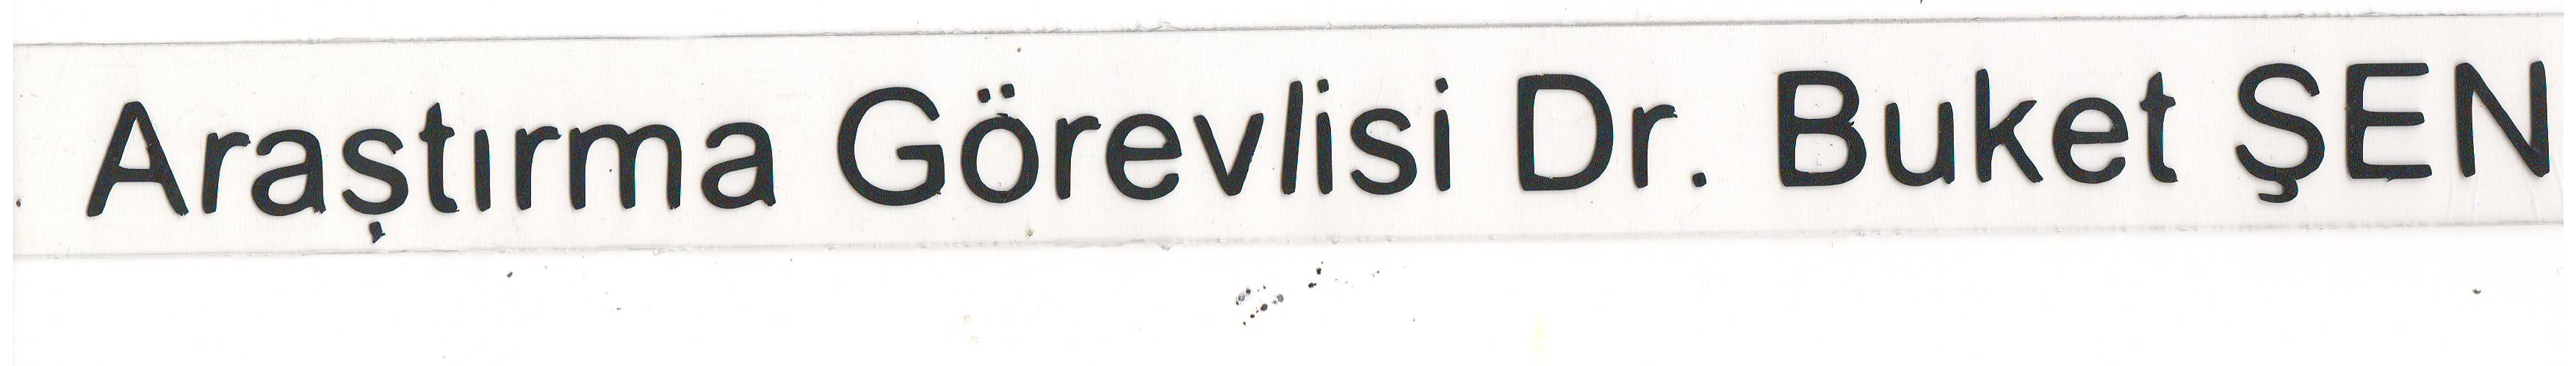 Araştırma Görevlisi Dr. Buket ŞEN